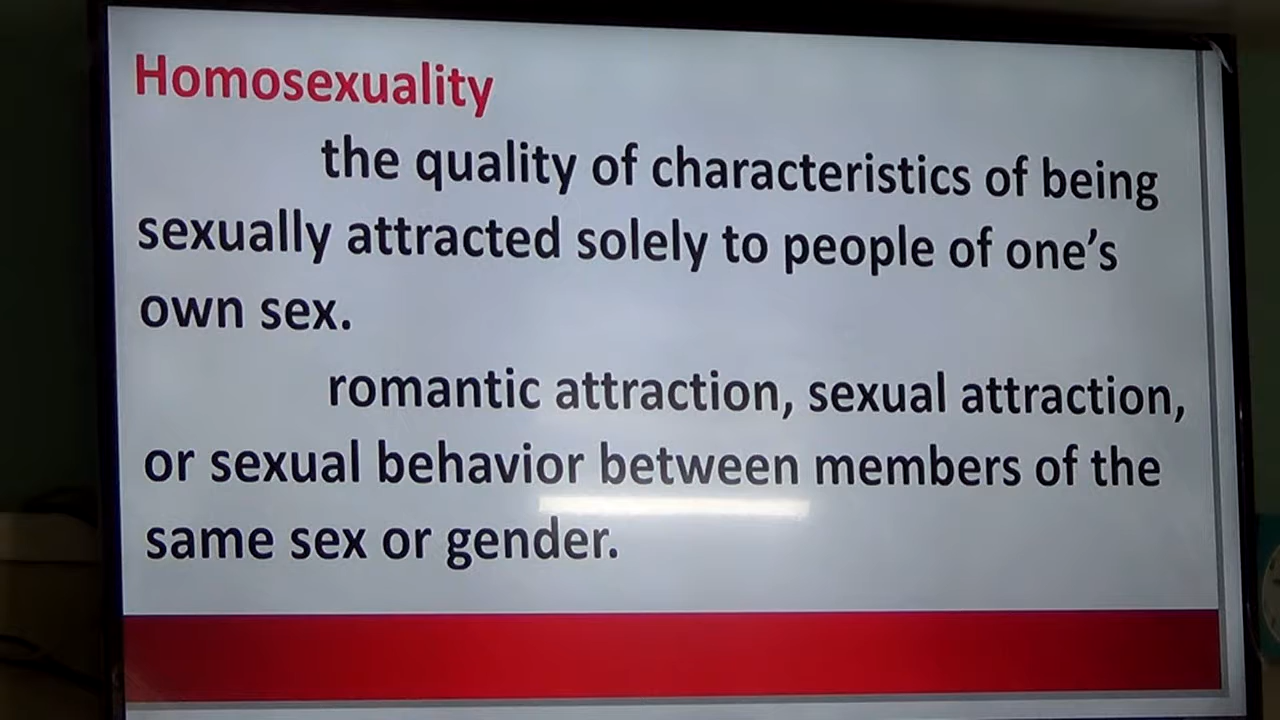 Homosexuality
the quality of characteristics of being
sexually attracted solely to people of one's
own sex.
romantic attraction, sexual attraction,
or sexual behavior between members of the
same sex or gender.